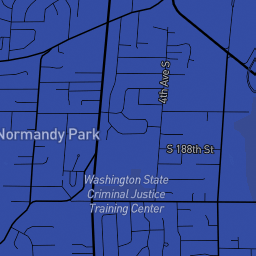 4th Ave S
Normandy Park
S 188th St
Washington State
Criminal Justice
Training Center